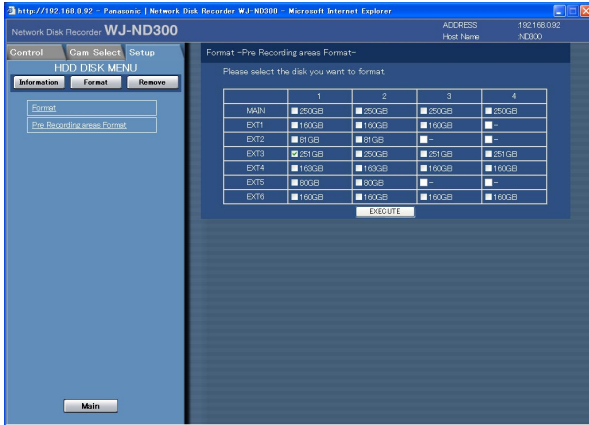 http://192.168.0.92 - Panasonic | Network Disk Recorder WJ-ND300 - Microsoft Internet Explorer
Network Disk Recorder WJ-ND300
ADDRESS :192.168.0.92
Host Name :ND300
Control Cam Select Setup
HDD DISK MENU
Information Format Remove
Format
Pre Recording areas Format
Main
Format -Pre Recording areas Format-
Please select the disk you want to format.
1 2 3 4
MAIN 250GB 250GB 250GB 250GB
EXT1 160GB 160GB 160GB -
EXT2 81GB 81GB - -
EXT3 251GB 250GB 251GB 251GB
EXT4 163GB 163GB 160GB 160GB
EXT5 80GB 80GB - -
EXT6 160GB 160GB 160GB 160GB
EXECUTE